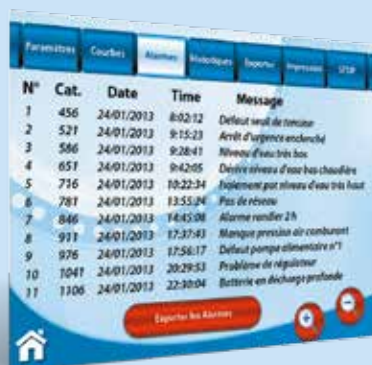 Paramètres Courbes Alarmes Statistiques Exporter Impression STOP
N° Cat. Date Time Message
1 456 24/01/2013 8:02:12 Défaut seuil de tension
2 521 24/01/2013 9:15:23 Arrêt d'urgence enclenché
3 586 24/01/2013 9:28:41 Niveau d'eau très bas
4 651 24/01/2013 9:42:05 Dérive niveau d'eau bas chaudière
5 716 24/01/2013 10:22:34 Isolement par niveau d'eau très haut
6 781 24/01/2013 13:55:24 Pas de réseau
7 846 24/01/2013 14:45:08 Alarme rondier 2h
8 911 24/01/2013 17:37:43 Manque pression air comburant
9 976 24/01/2013 17:56:17 Défaut pompe alimentaire n°1
10 1041 24/01/2013 20:29:53 Problème de régulateur
11 1106 24/01/2013 22:30:04 Batterie en décharge profonde
Exporter les Alarmes